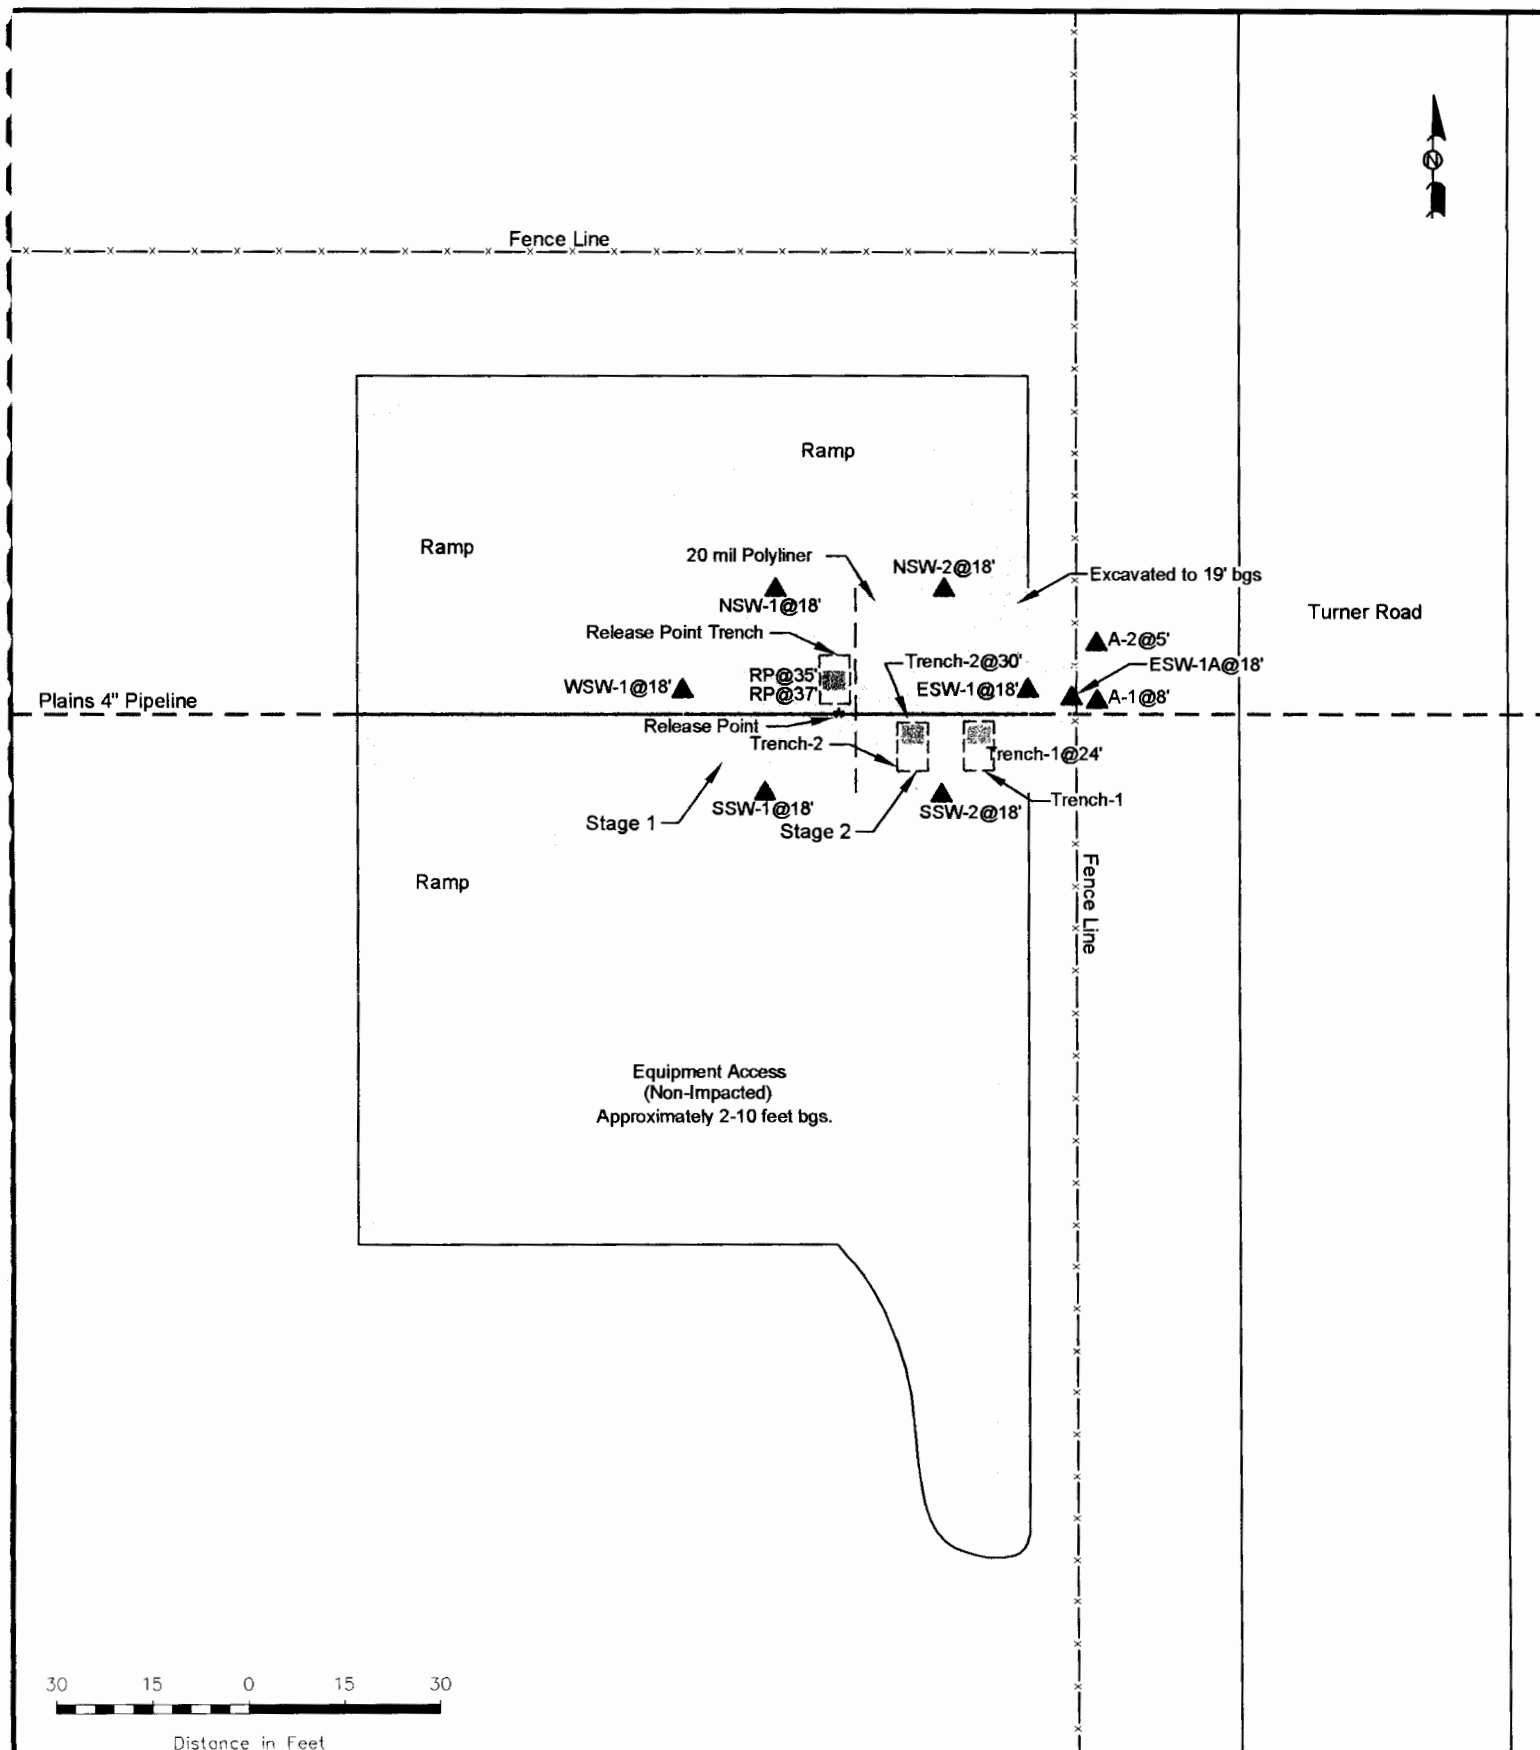 Fence Line
Ramp
Ramp
20 mil Polyliner
NSW-2@18'
Excavated to 19' bgs
NSW-1@18'
Turner Road
Release Point Trench
A-2@5'
Trench-2@30'
ESW-1A@18'
RP@35'
WSW-1@18'
ESW-1@18'
RP@37'
A-1@8'
Plains 4" Pipeline
Release Point
Trench-2
Trench-1@24'
Trench-1
SSW-1@18'
SSW-2@18'
Stage 1
Stage 2
Ramp
Fence Line
Equipment Access
(Non-Impacted)
Approximately 2-10 feet bgs.
30 15 0 15 30
Distance in Feet
N